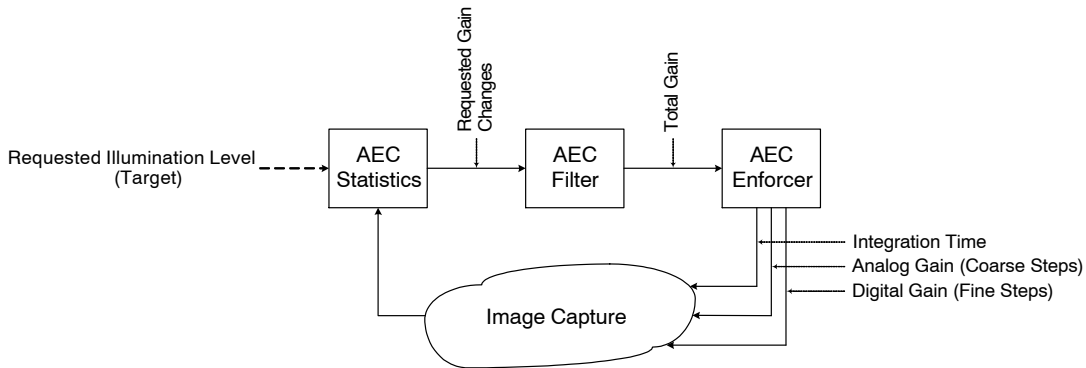 Requested Gain
Changes
Total Gain
Requested Illumination Level
(Target)
AEC
Statistics
AEC
Filter
AEC
Enforcer
Integration Time
Analog Gain (Coarse Steps)
Digital Gain (Fine Steps)
Image Capture